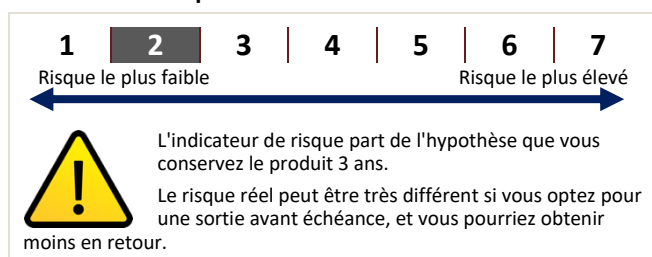 1 2 3 4 5 6 7
Risque le plus faible Risque le plus élevé
L'indicateur de risque part de l'hypothèse que vous
conservez le produit 3 ans.
Le risque réel peut être très différent si vous optez pour
une sortie avant échéance, et vous pourriez obtenir
moins en retour.